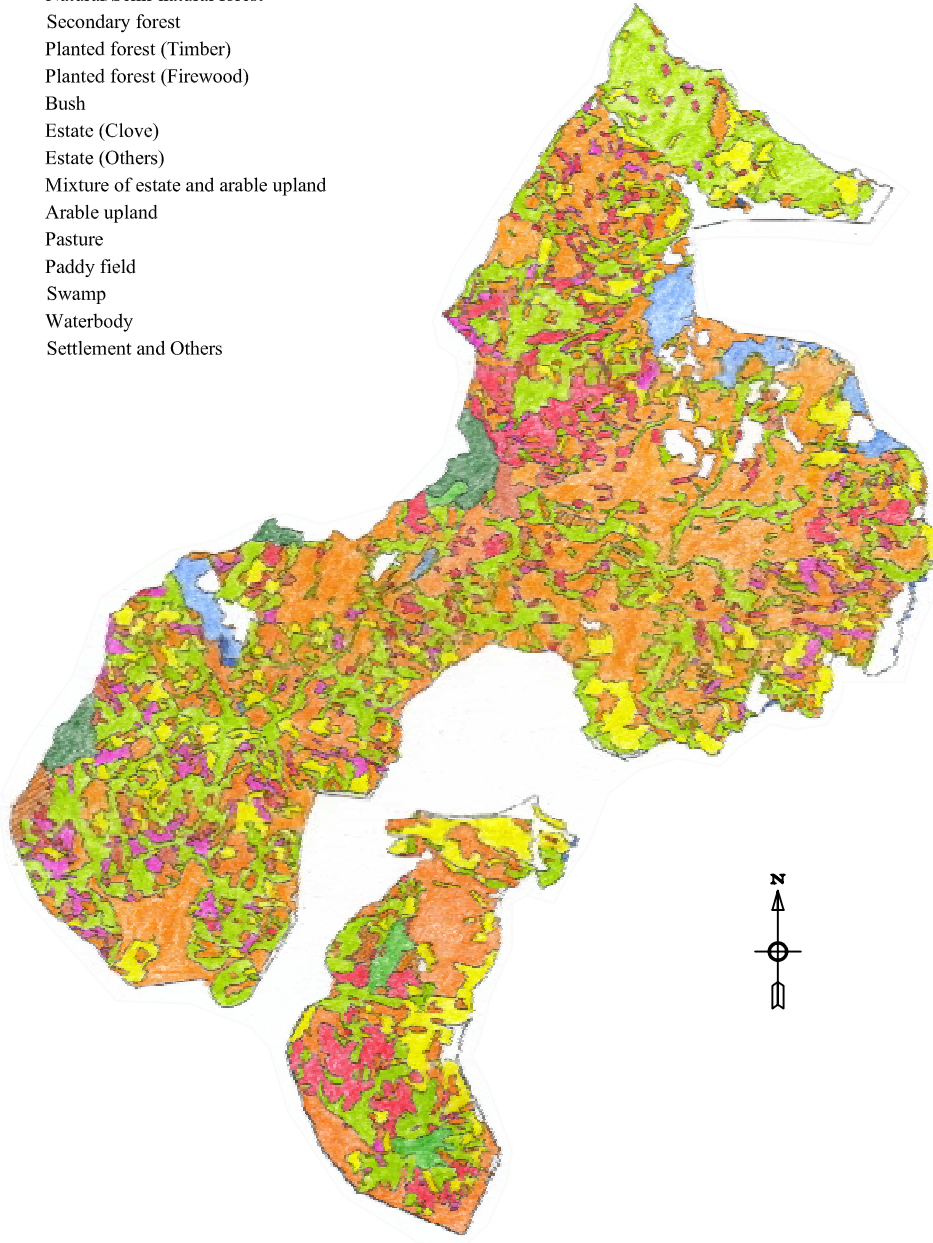 Secondary forest
Planted forest (Timber)
Planted forest (Firewood)
Bush
Estate (Clove)
Estate (Others)
Mixture of estate and arable upland
Arable upland
Pasture
Paddy field
Swamp
Waterbody
Settlement and Others
N